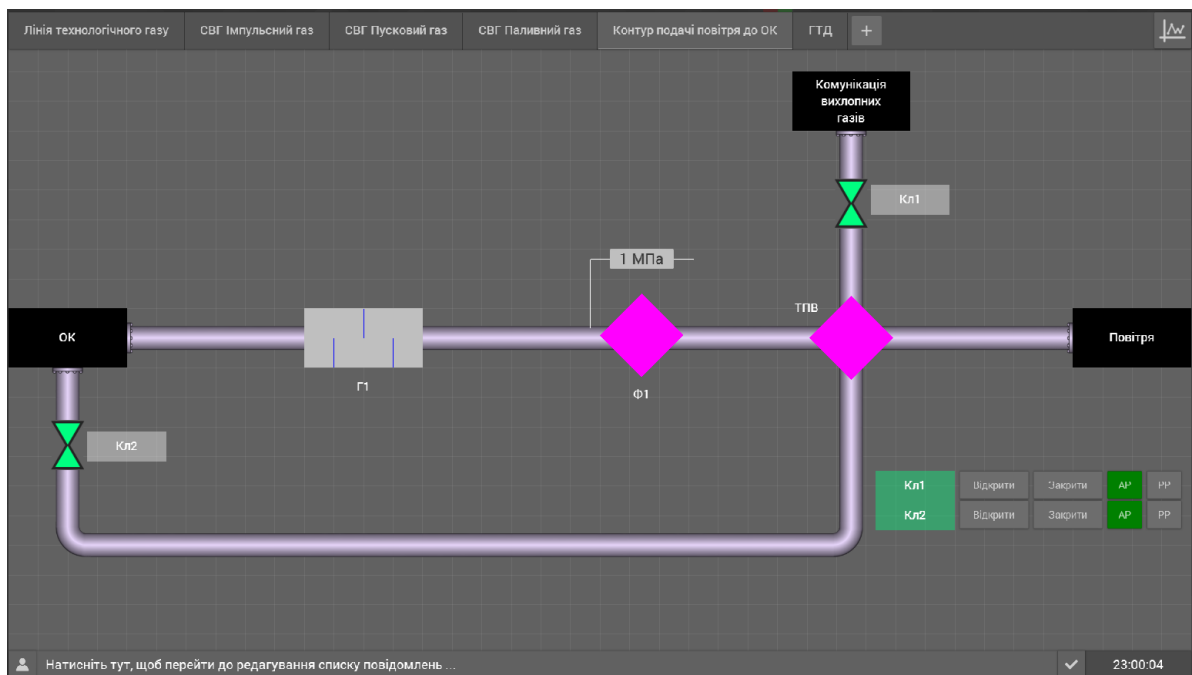 Лінія технологічного газу СВГ Імпульсний газ СВГ Пусковий газ СВГ Паливний газ Контур подачі повітря до ОК ГТД +
Комунікація
вихлопних
газів
Кл1
1 МПа
ТПВ
ОК
Повітря
Г1
Ф1
Кл2
Кл1 Відкрити Закрити АР РР
Кл2 Відкрити Закрити АР РР
Натисніть тут, щоб перейти до редагування списку повідомлень ...
23:00:04